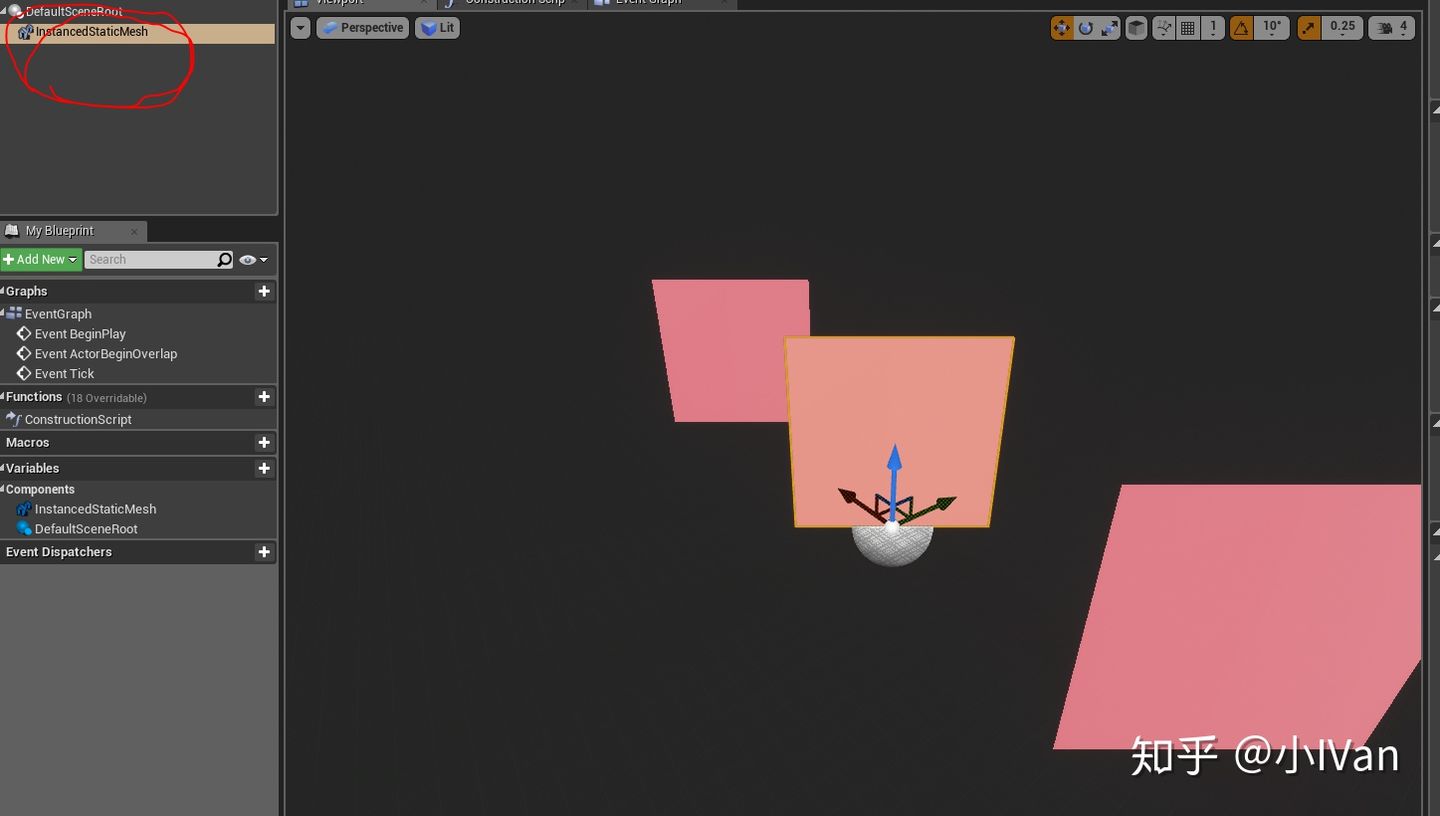 DefaultSceneRoot
InstancedStaticMesh
Viewport
Construction Scrip
Event Graph
Perspective
Lit
1
10°
0.25
4
My Blueprint
Add New
Search
Graphs
EventGraph
Event BeginPlay
Event ActorBeginOverlap
Event Tick
Functions (18 Overridable)
ConstructionScript
Macros
Variables
Components
InstancedStaticMesh
DefaultSceneRoot
Event Dispatchers
知乎 @小IVan